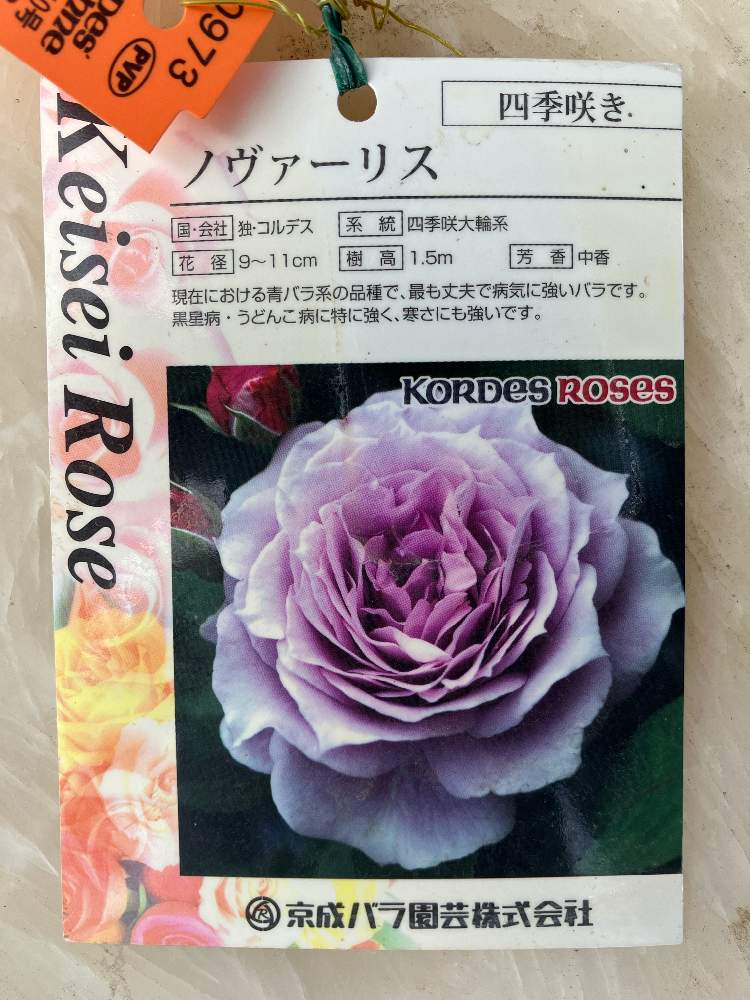 PVP
0973
四季咲き
ノヴァーリス
国・会社 独・コルデス 系統 四季咲大輪系
花径 9〜11cm 樹高 1.5m 芳香 中香
現在における青バラ系の品種で、最も丈夫で病気に強いバラです。
黒星病・うどんこ病に特に強く、寒さにも強いです。
Keisei Rose
KORDES ROSES
京成バラ園芸株式会社